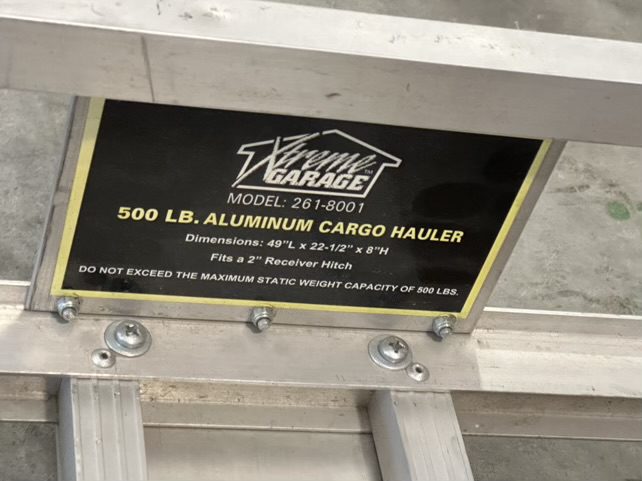 Xtreme™
GARAGE
MODEL: 261-8001
500 LB. ALUMINUM CARGO HAULER
Dimensions: 49"L x 22-1/2" x 8"H
Fits a 2" Receiver Hitch
DO NOT EXCEED THE MAXIMUM STATIC WEIGHT CAPACITY OF 500 LBS.